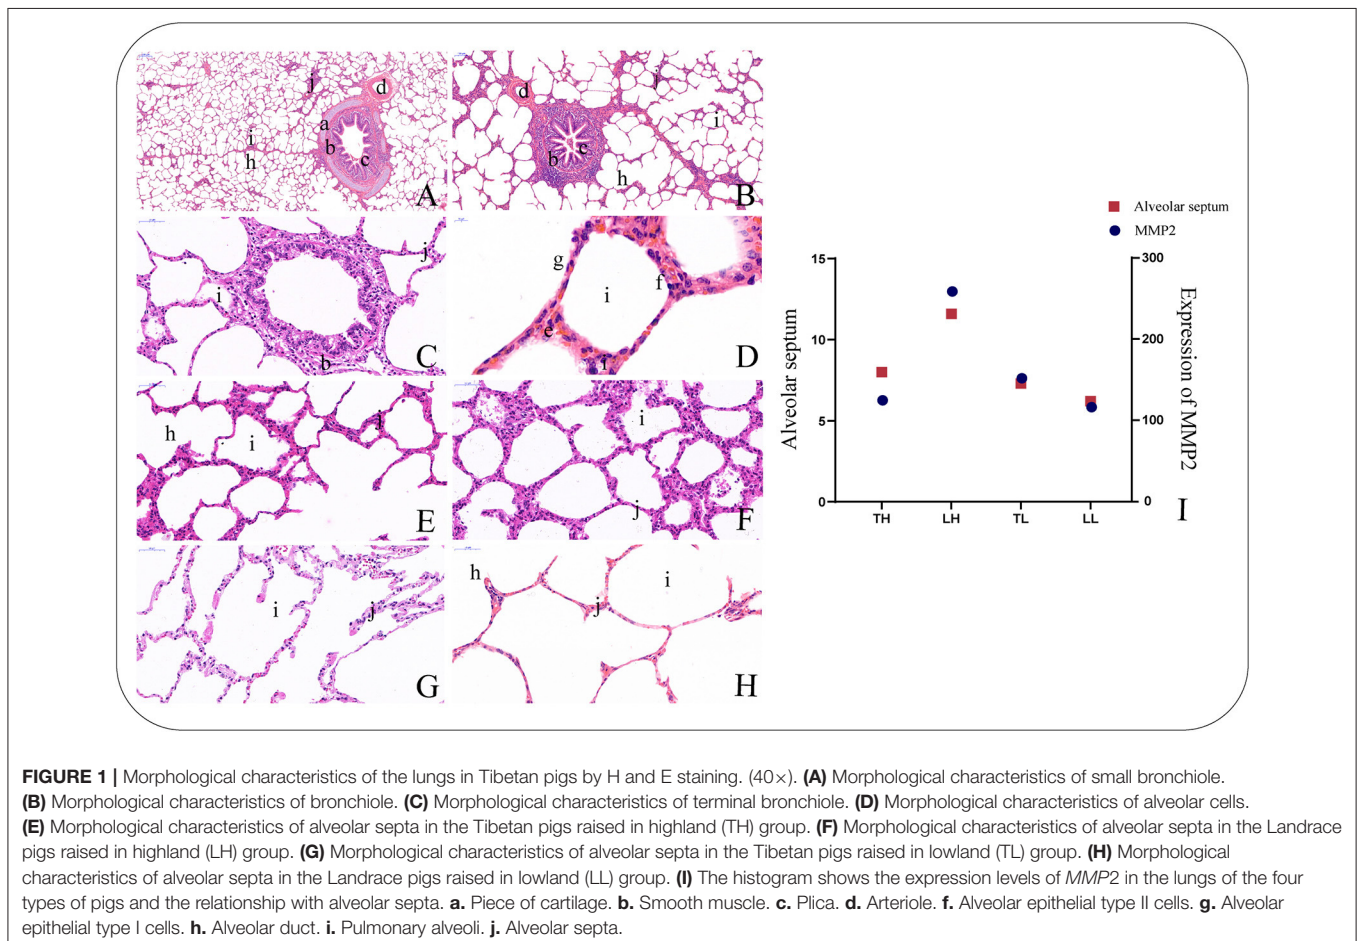 j
d
a
i
b
c
h
A
j
d
i
b
c
h
B
j
i
b
C
g
f
i
e
i
D
h
i
j
E
i
j
F
i
j
G
h
i
j
H
Alveolar septum
MMP2
15
10
5
0
Alveolar septum
300
200
100
0
Expression of MMP2
TH LH TL LL
I
FIGURE 1 | Morphological characteristics of the lungs in Tibetan pigs by H and E staining. (40×). (A) Morphological characteristics of small bronchiole.
(B) Morphological characteristics of bronchiole. (C) Morphological characteristics of terminal bronchiole. (D) Morphological characteristics of alveolar cells.
(E) Morphological characteristics of alveolar septa in the Tibetan pigs raised in highland (TH) group. (F) Morphological characteristics of alveolar septa in the Landrace
pigs raised in highland (LH) group. (G) Morphological characteristics of alveolar septa in the Tibetan pigs raised in lowland (TL) group. (H) Morphological
characteristics of alveolar septa in the Landrace pigs raised in lowland (LL) group. (I) The histogram shows the expression levels of MMP2 in the lungs of the four
types of pigs and the relationship with alveolar septa. a. Piece of cartilage. b. Smooth muscle. c. Plica. d. Arteriole. f. Alveolar epithelial type II cells. g. Alveolar
epithelial type I cells. h. Alveolar duct. i. Pulmonary alveoli. j. Alveolar septa.